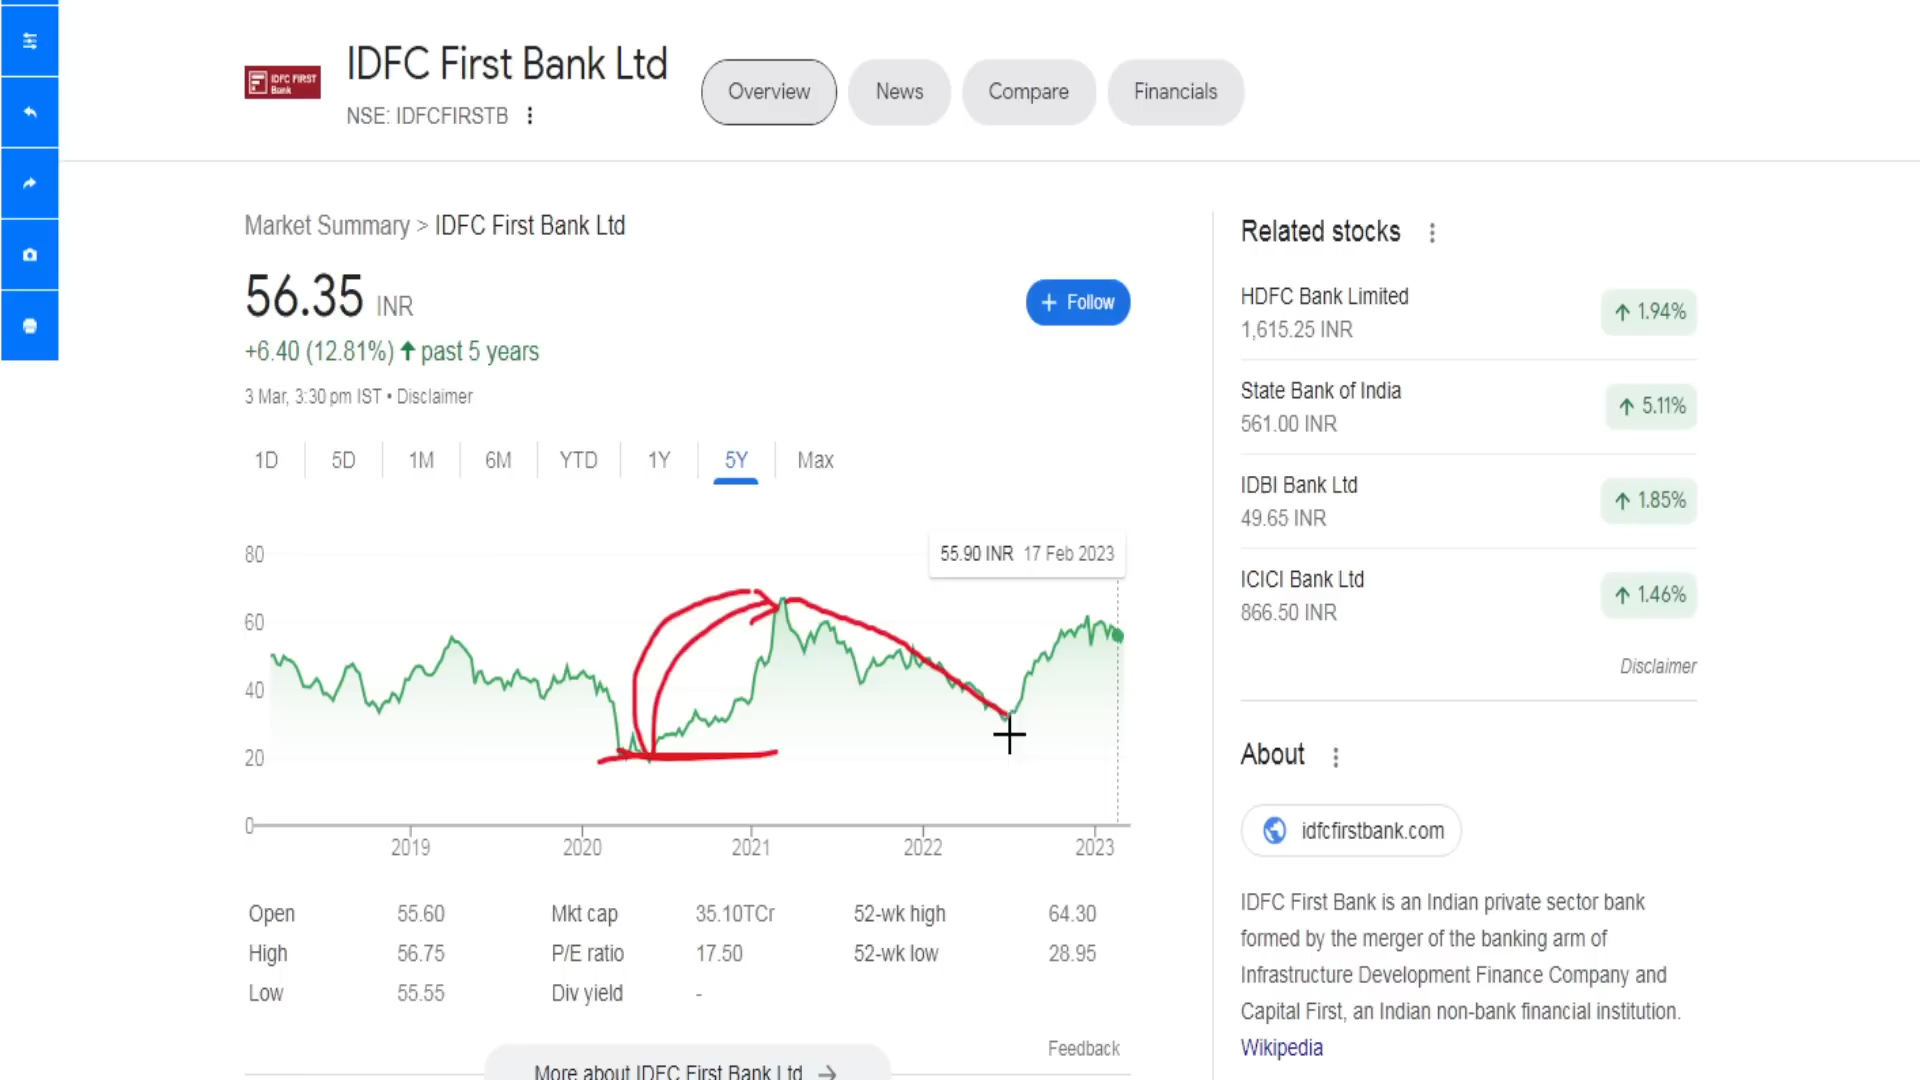 IDFC FIRST
Bank
IDFC First Bank Ltd
NSE: IDFCFIRSTB
Overview
News
Compare
Financials
Market Summary > IDFC First Bank Ltd
56.35 INR
+ Follow
+6.40 (12.81%) ↑ past 5 years
3 Mar, 3:30 pm IST • Disclaimer
1D
5D
1M
6M
YTD
1Y
5Y
Max
55.90 INR 17 Feb 2023
80
60
40
20
0
2019
2020
2021
2022
2023
Open 55.60 Mkt cap 35.10TCr 52-wk high 64.30
High 56.75 P/E ratio 17.50 52-wk low 28.95
Low 55.55 Div yield -
Feedback
More about IDFC First Bank Ltd →
Related stocks
HDFC Bank Limited
1,615.25 INR
↑ 1.94%
State Bank of India
561.00 INR
↑ 5.11%
IDBI Bank Ltd
49.65 INR
↑ 1.85%
ICICI Bank Ltd
866.50 INR
↑ 1.46%
Disclaimer
About
idfcfirstbank.com
IDFC First Bank is an Indian private sector bank
formed by the merger of the banking arm of
Infrastructure Development Finance Company and
Capital First, an Indian non-bank financial institution.
Wikipedia